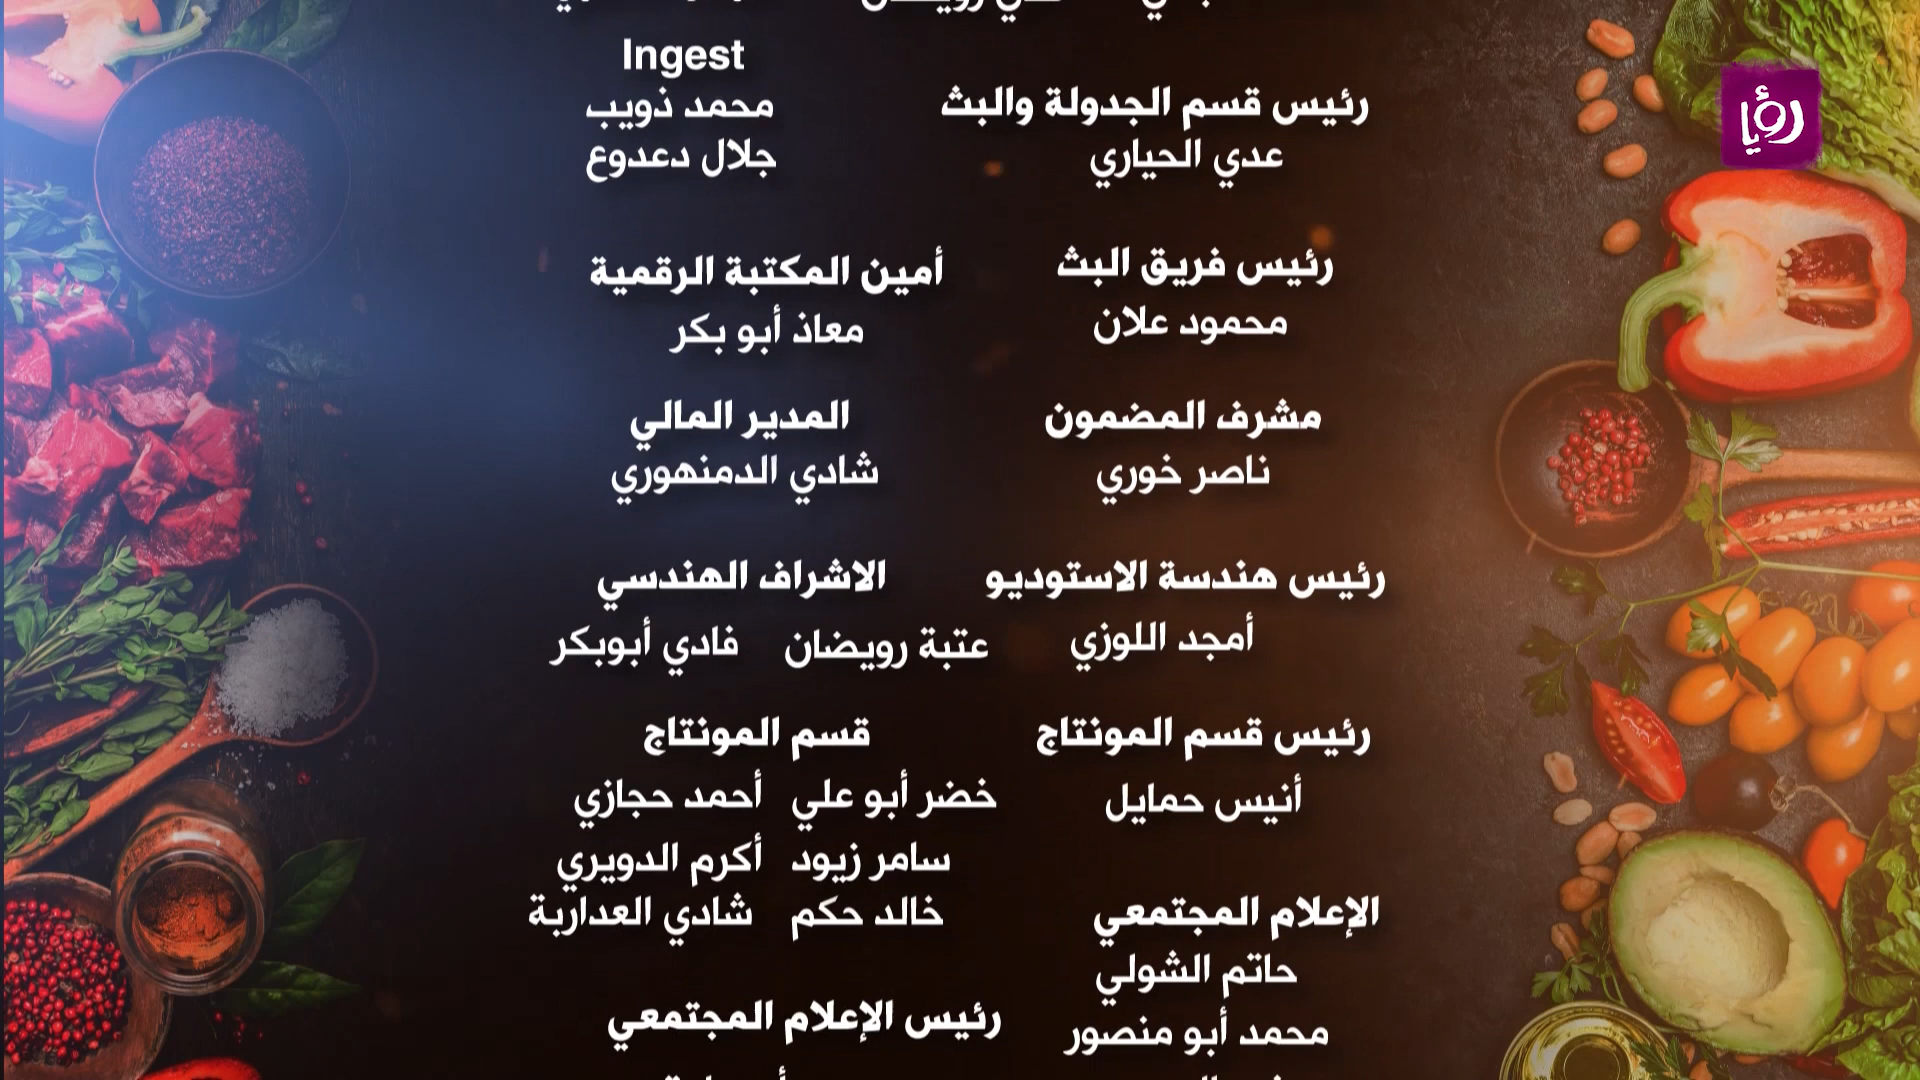 Ingest
محمد ذويب
جلال دعدوع
رئيس قسم الجدولة والبث
عدي الحياري
رؤيا
رئيس فريق البث
محمود علان
أمين المكتبة الرقمية
معاذ أبو بكر
مشرف المضمون
ناصر خوري
المدير المالي
شادي الدمنهوري
رئيس هندسة الاستوديو
أمجد اللوزي
الاشراف الهندسي
عتبة رويضان فادي أبوبكر
رئيس قسم المونتاج
أنيس حمايل
قسم المونتاج
خضر أبو علي أحمد حجازي
سامر زيود أكرم الدويري
خالد حكم شادي العداربة
الإعلام المجتمعي
حاتم الشولي
محمد أبو منصور
رئيس الإعلام المجتمعي